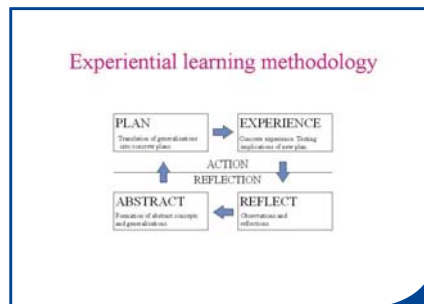 Experiential learning methodology
PLAN
Translation of generalizations
into concrete plans
EXPERIENCE
Concrete experience. Testing
implications of new plan
ACTION
REFLECTION
ABSTRACT
Formation of abstract concepts
and generalizations
REFLECT
Observations and
reflections